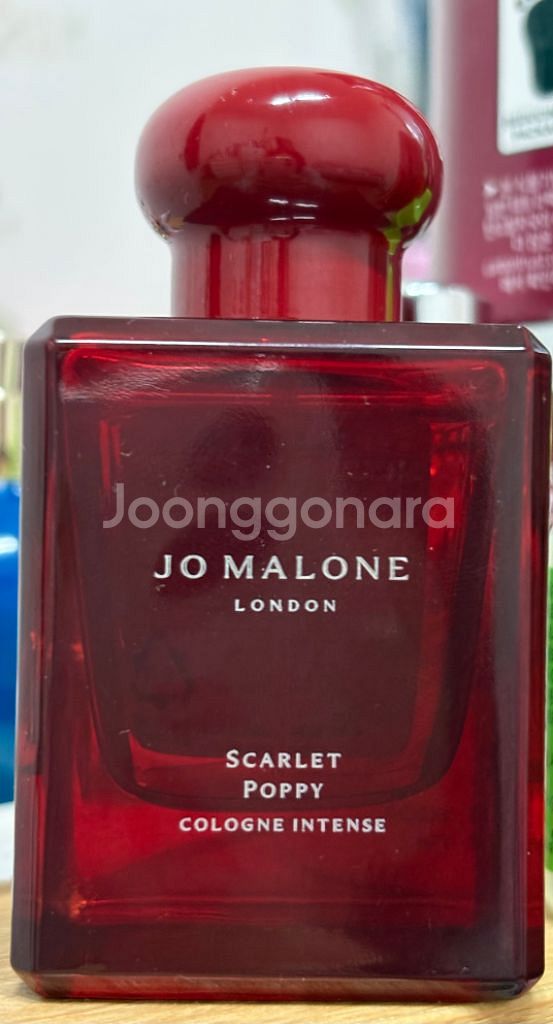 Joonggonara
JO MALONE
LONDON
SCARLET
POPPY
COLOGNE INTENSE